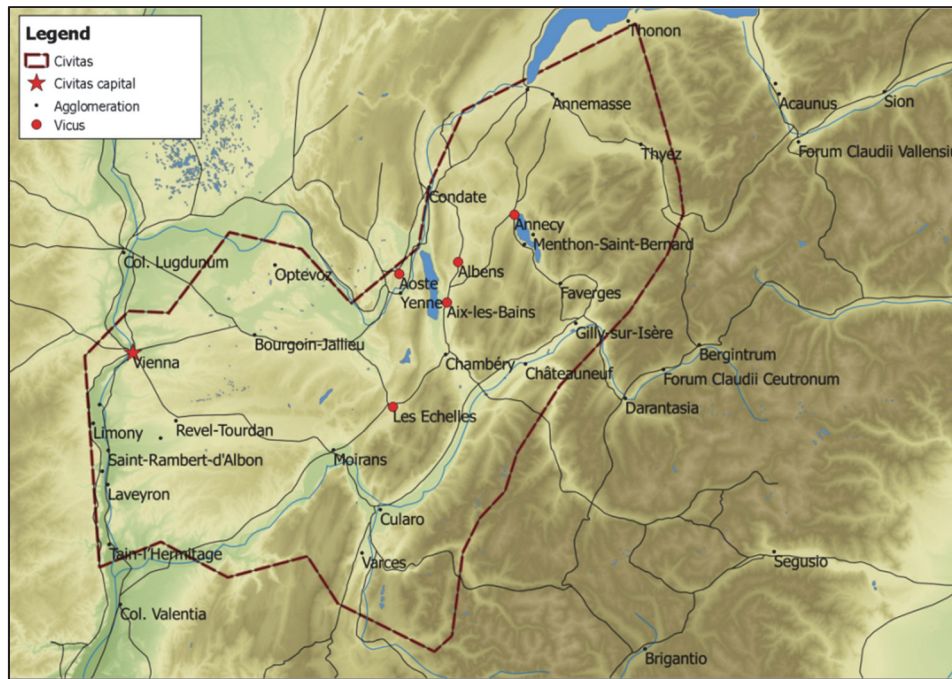 Legend
Civitas
Civitas capital
Agglomeration
Vicus
Thonon
Annemasse
Acaunus
Sion
Thyez
Forum Claudii Vallensiu
Condate
Annecy
Menthon-Saint-Bernard
Col. Lugdunum
Optevoz
Aoste
Albens
Yenne
Faverges
Aix-les-Bains
Gilly-sur-Isère
Bourgoin-Jallieu
Bergintrum
Vienna
Chambéry
Châteauneuf
Forum Claudii Ceutronum
Darantasia
Les Echelles
Limony
Revel-Tourdan
Saint-Rambert-d'Albon
Moirans
Laveyron
Cularo
Tain-l'Hermitage
Varces
Segusio
Col. Valentia
Brigantio